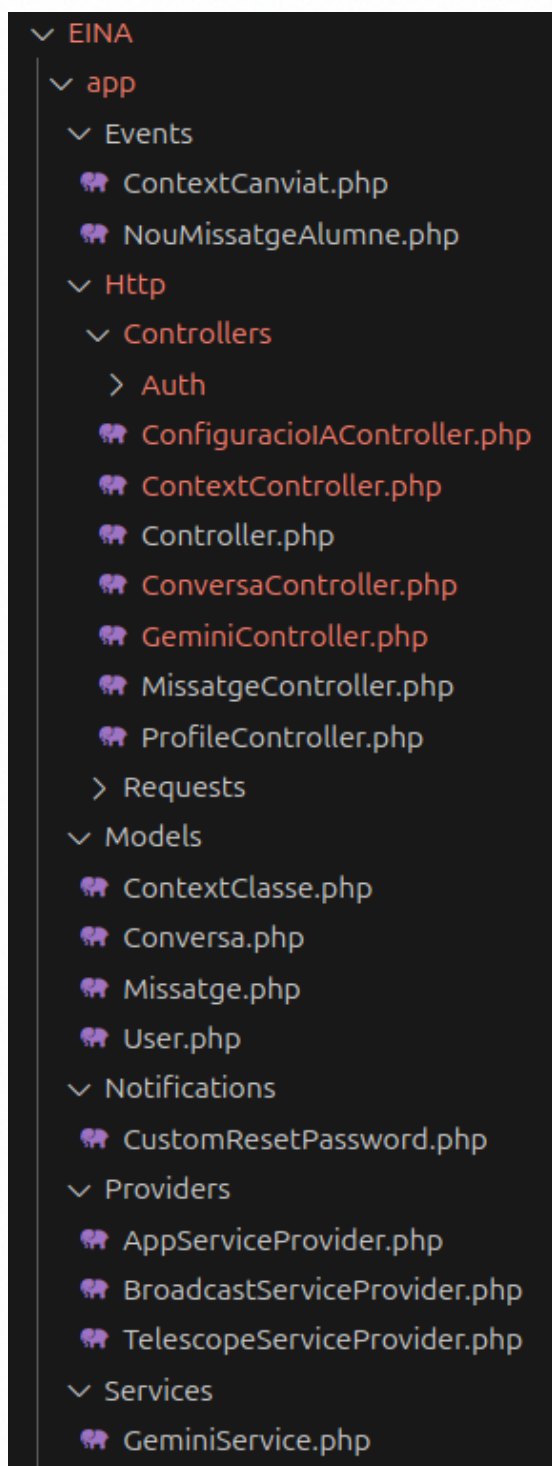 EINA
app
Events
ContextCanviat.php
NouMissatgeAlumne.php
Http
Controllers
Auth
ConfiguracioIAController.php
ContextController.php
Controller.php
ConversaController.php
GeminiController.php
MissatgeController.php
ProfileController.php
Requests
Models
ContextClasse.php
Conversa.php
Missatge.php
User.php
Notifications
CustomResetPassword.php
Providers
AppServiceProvider.php
BroadcastServiceProvider.php
TelescopeServiceProvider.php
Services
GeminiService.php